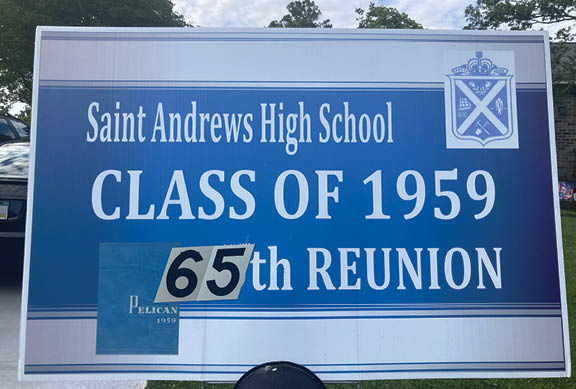 Saint Andrews High School
CLASS OF 1959
65th REUNION
PELICAN
1959